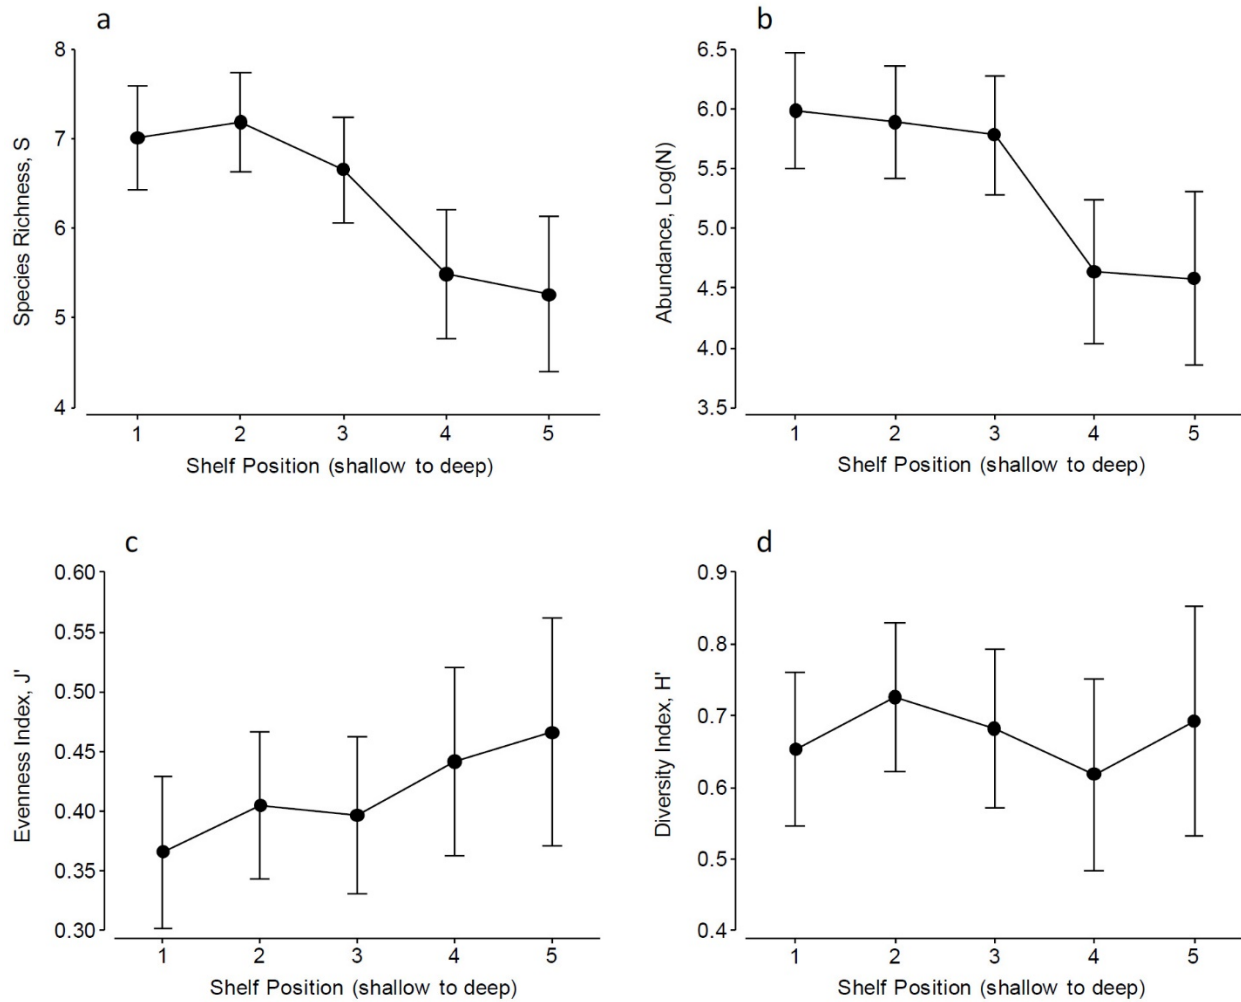 a
Species Richness, S
8
7
6
5
4
1 2 3 4 5
Shelf Position (shallow to deep)
b
Abundance, Log(N)
6.5
6.0
5.5
5.0
4.5
4.0
3.5
1 2 3 4 5
Shelf Position (shallow to deep)
c
Evenness Index, J'
0.60
0.55
0.50
0.45
0.40
0.35
0.30
1 2 3 4 5
Shelf Position (shallow to deep)
d
Diversity Index, H'
0.9
0.8
0.7
0.6
0.5
0.4
1 2 3 4 5
Shelf Position (shallow to deep)